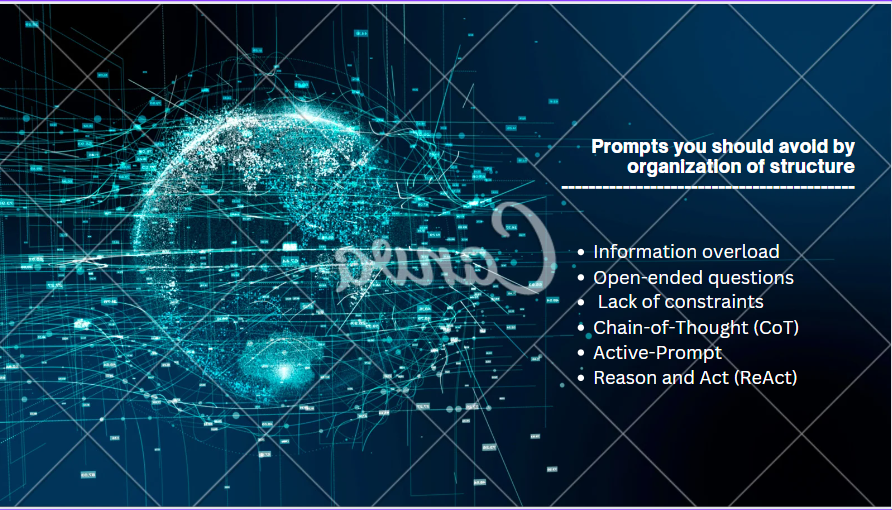 Prompts you should avoid by
organization of structure
Canva
• Information overload
• Open-ended questions
• Lack of constraints
• Chain-of-Thought (CoT)
• Active-Prompt
• Reason and Act (ReAct)